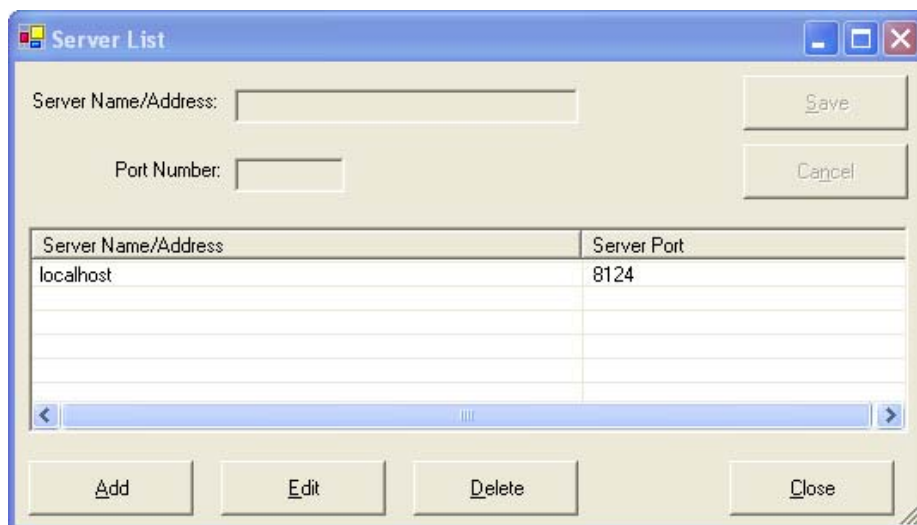 Server List
Server Name/Address:
Save
Port Number:
Cancel
Server Name/Address Server Port
localhost 8124
Add Edit Delete Close